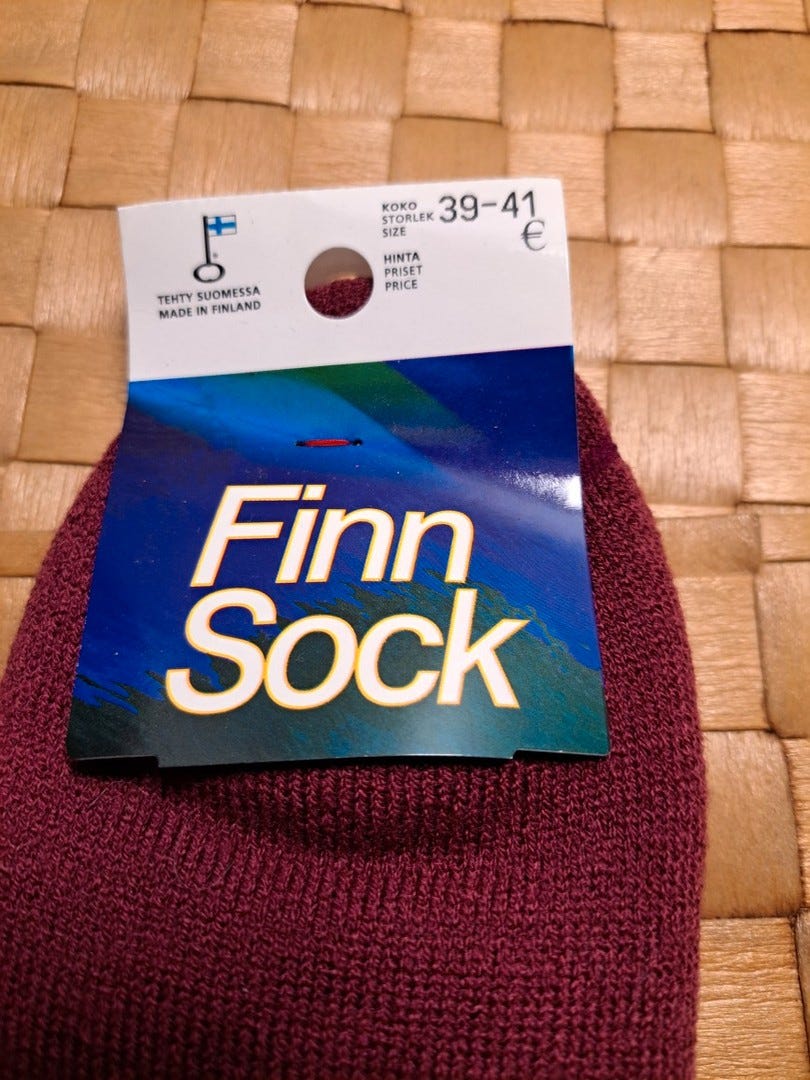 TEHTY SUOMESSA
MADE IN FINLAND
KOKO
STORLEK
SIZE
39-41
€
HINTA
PRISET
PRICE
Finn
Sock